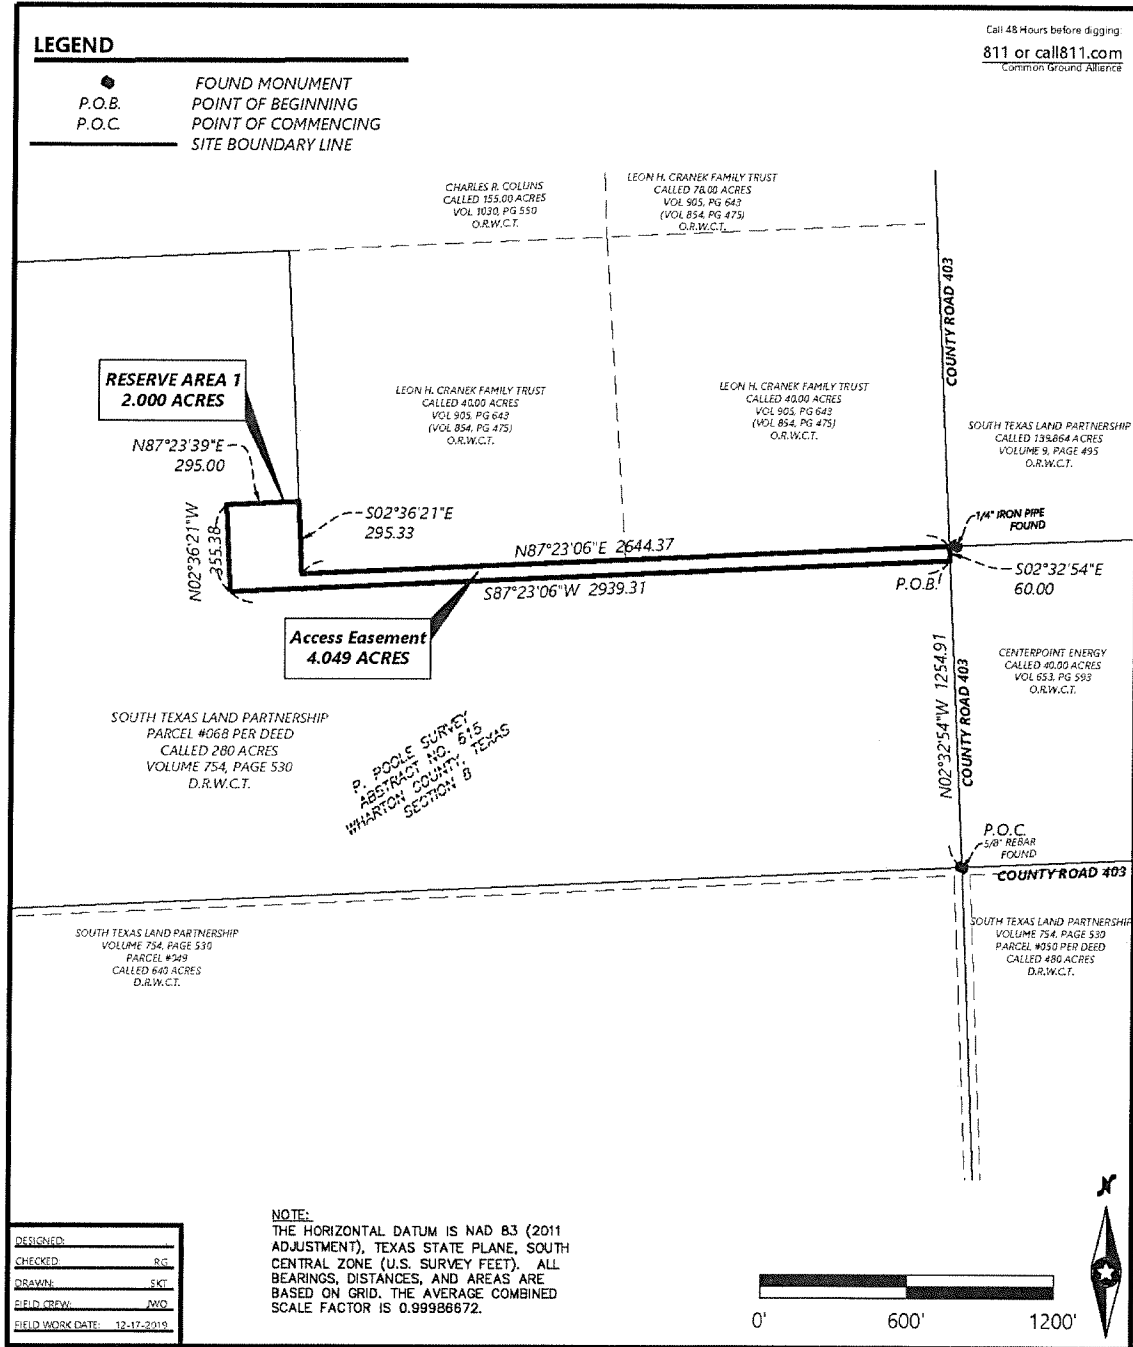 LEGEND
FOUND MONUMENT
P.O.B. POINT OF BEGINNING
P.O.C. POINT OF COMMENCING
SITE BOUNDARY LINE
Call 48 Hours before digging:
811 or call811.com
Common Ground Alliance
CHARLES R. COLLINS
CALLED 155.00 ACRES
VOL 1030, PG 550
O.R.W.C.T.
LEON H. CRANEK FAMILY TRUST
CALLED 78.00 ACRES
VOL 905, PG 643
(VOL 854, PG 475)
O.R.W.C.T.
COUNTY ROAD 403
RESERVE AREA 1
2.000 ACRES
LEON H. CRANEK FAMILY TRUST
CALLED 40.00 ACRES
VOL 905, PG 643
(VOL 854, PG 475)
O.R.W.C.T.
LEON H. CRANEK FAMILY TRUST
CALLED 40.00 ACRES
VOL 905, PG 643
(VOL 854, PG 475)
O.R.W.C.T.
SOUTH TEXAS LAND PARTNERSHIP
CALLED 139.864 ACRES
VOLUME 9, PAGE 495
O.R.W.C.T.
N87°23'39"E
295.00
N02°36'21"W
355.38
S02°36'21"E
295.33
1/4" IRON PIPE
FOUND
N87°23'06"E 2644.37
S87°23'06"W 2939.31
P.O.B.
S02°32'54"E
60.00
Access Easement
4.049 ACRES
CENTERPOINT ENERGY
CALLED 40.00 ACRES
VOL 653, PG 593
O.R.W.C.T.
N02°32'54"W 1254.91
COUNTY ROAD 403
SOUTH TEXAS LAND PARTNERSHIP
PARCEL #068 PER DEED
CALLED 280 ACRES
VOLUME 754, PAGE 530
D.R.W.C.T.
P. POOLE SURVEY
ABSTRACT NO. 615
WHARTON COUNTY, TEXAS
SECTION 8
P.O.C.
5/8" REBAR
FOUND
COUNTY ROAD 403
SOUTH TEXAS LAND PARTNERSHIP
VOLUME 754, PAGE 530
PARCEL #049
CALLED 640 ACRES
D.R.W.C.T.
SOUTH TEXAS LAND PARTNERSHIP
VOLUME 754, PAGE 530
PARCEL #050 PER DEED
CALLED 480 ACRES
D.R.W.C.T.
DESIGNED:
CHECKED: RG
DRAWN: SKT
FIELD CREW: JWO
FIELD WORK DATE: 12-17-2019
NOTE:
THE HORIZONTAL DATUM IS NAD 83 (2011
ADJUSTMENT), TEXAS STATE PLANE, SOUTH
CENTRAL ZONE (U.S. SURVEY FEET). ALL
BEARINGS, DISTANCES, AND AREAS ARE
BASED ON GRID. THE AVERAGE COMBINED
SCALE FACTOR IS 0.99986672.
0' 600' 1200'
N